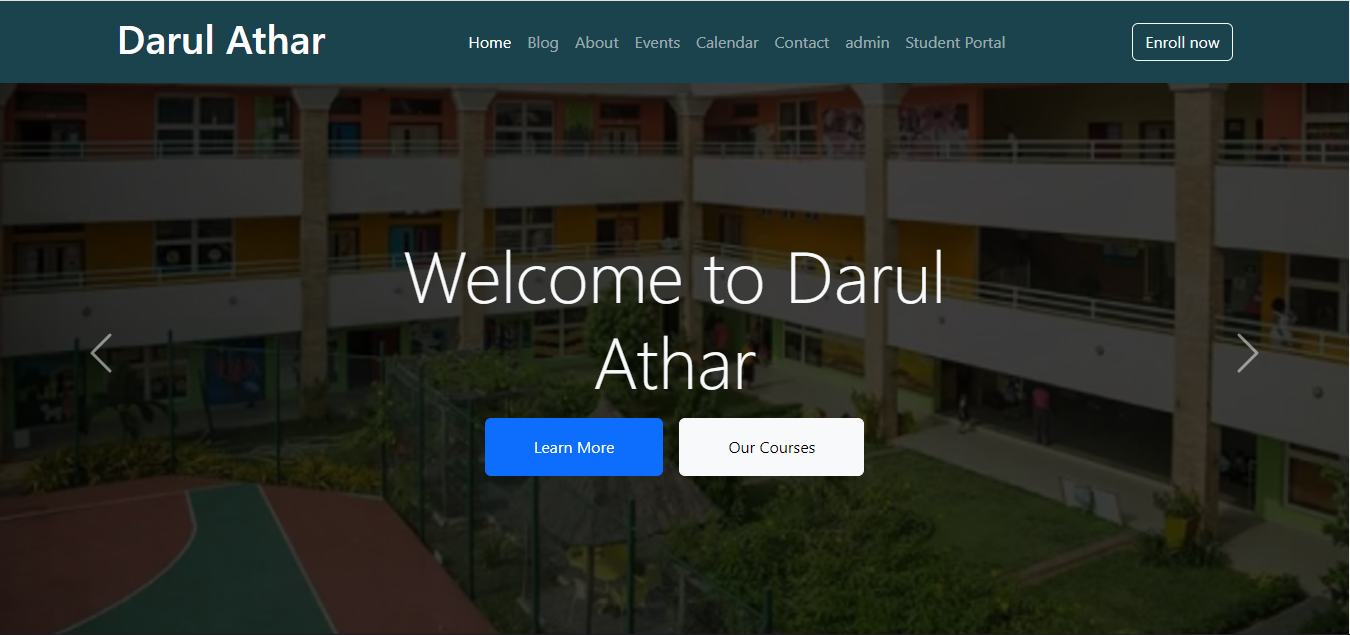 Darul Athar
Home Blog About Events Calendar Contact admin Student Portal
Enroll now
Welcome to Darul
Athar
Learn More
Our Courses